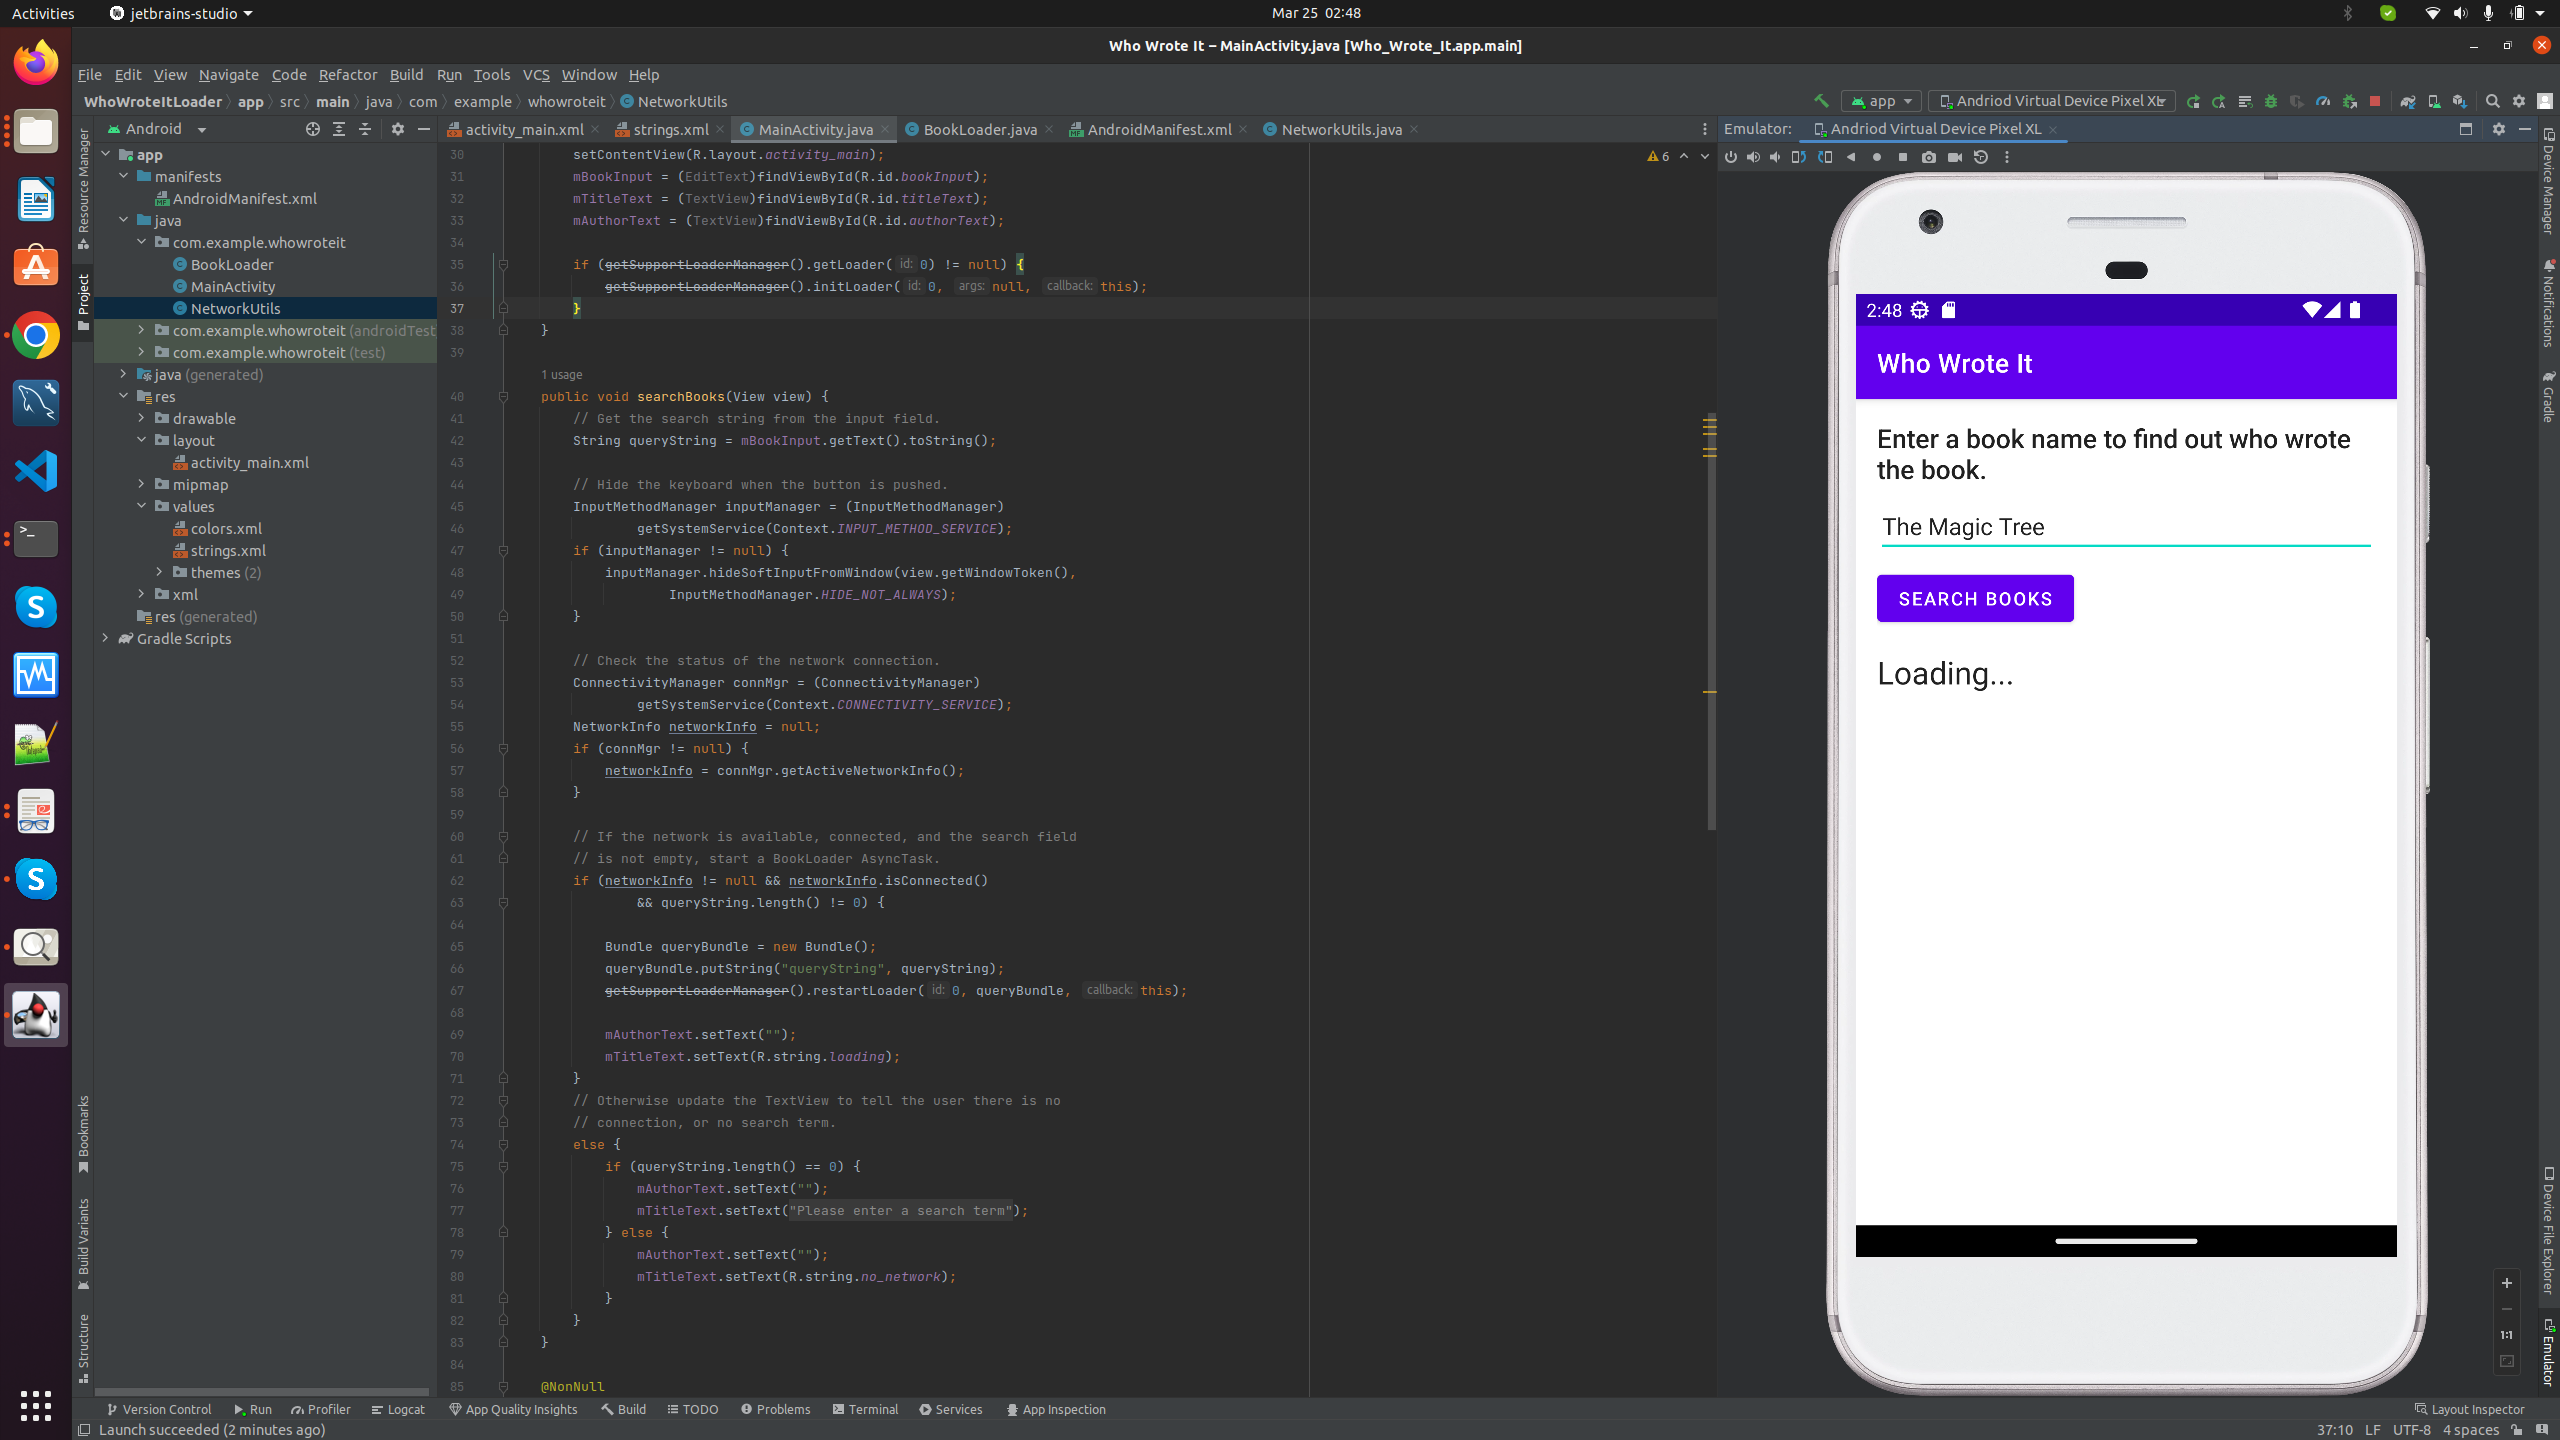 Activities
jetbrains-studio
Mar 25 02:48
Who Wrote It – MainActivity.java [Who_Wrote_It.app.main]
File Edit View Navigate Code Refactor Build Run Tools VCS Window Help
WhoWroteItLoader app src main java com example whowroteit NetworkUtils
app
Andriod Virtual Device Pixel XL
Android
activity_main.xml strings.xml MainActivity.java BookLoader.java AndroidManifest.xml NetworkUtils.java
Emulator: Andriod Virtual Device Pixel XL
Resource Manager
Project
Bookmarks
Build Variants
Structure
app
manifests
AndroidManifest.xml
java
com.example.whowroteit
BookLoader
MainActivity
NetworkUtils
com.example.whowroteit (androidTest
com.example.whowroteit (test)
java (generated)
res
drawable
layout
activity_main.xml
mipmap
values
colors.xml
strings.xml
themes (2)
xml
res (generated)
Gradle Scripts
6
30 setContentView(R.layout.activity_main);
31 mBookInput = (EditText)findViewById(R.id.bookInput);
32 mTitleText = (TextView)findViewById(R.id.titleText);
33 mAuthorText = (TextView)findViewById(R.id.authorText);
34
35 if (getSupportLoaderManager().getLoader( id: 0) != null) {
36 getSupportLoaderManager().initLoader( id: 0, args: null, callback: this);
37 }
38 }
39
1 usage
40 public void searchBooks(View view) {
41 // Get the search string from the input field.
42 String queryString = mBookInput.getText().toString();
43
44 // Hide the keyboard when the button is pushed.
45 InputMethodManager inputManager = (InputMethodManager)
46 getSystemService(Context.INPUT_METHOD_SERVICE);
47 if (inputManager != null) {
48 inputManager.hideSoftInputFromWindow(view.getWindowToken(),
49 InputMethodManager.HIDE_NOT_ALWAYS);
50 }
51
52 // Check the status of the network connection.
53 ConnectivityManager connMgr = (ConnectivityManager)
54 getSystemService(Context.CONNECTIVITY_SERVICE);
55 NetworkInfo networkInfo = null;
56 if (connMgr != null) {
57 networkInfo = connMgr.getActiveNetworkInfo();
58 }
59
60 // If the network is available, connected, and the search field
61 // is not empty, start a BookLoader AsyncTask.
62 if (networkInfo != null && networkInfo.isConnected()
63 && queryString.length() != 0) {
64
65 Bundle queryBundle = new Bundle();
66 queryBundle.putString("queryString", queryString);
67 getSupportLoaderManager().restartLoader( id: 0, queryBundle, callback: this);
68
69 mAuthorText.setText("");
70 mTitleText.setText(R.string.loading);
71 }
72 // Otherwise update the TextView to tell the user there is no
73 // connection, or no search term.
74 else {
75 if (queryString.length() == 0) {
76 mAuthorText.setText("");
77 mTitleText.setText("Please enter a search term");
78 } else {
79 mAuthorText.setText("");
80 mTitleText.setText(R.string.no_network);
81 }
82 }
83 }
84
85 @NonNull
2:48
Who Wrote It
Enter a book name to find out who wrote
the book.
The Magic Tree
SEARCH BOOKS
Loading...
1:1
Device Manager
Notifications
Gradle
Device File Explorer
Emulator
Version Control Run Profiler Logcat App Quality Insights Build TODO Problems Terminal Services App Inspection Layout Inspector
Launch succeeded (2 minutes ago) 37:10 LF UTF-8 4 spaces